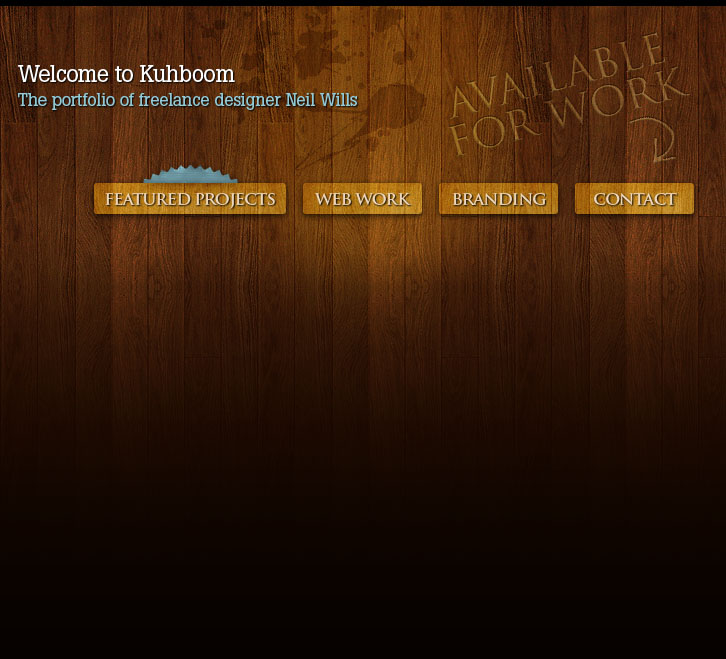 Welcome to Kuhboom
The portfolio of freelance designer Neil Wills
AVAILABLE
FOR WORK
FEATURED PROJECTS
WEB WORK
BRANDING
CONTACT